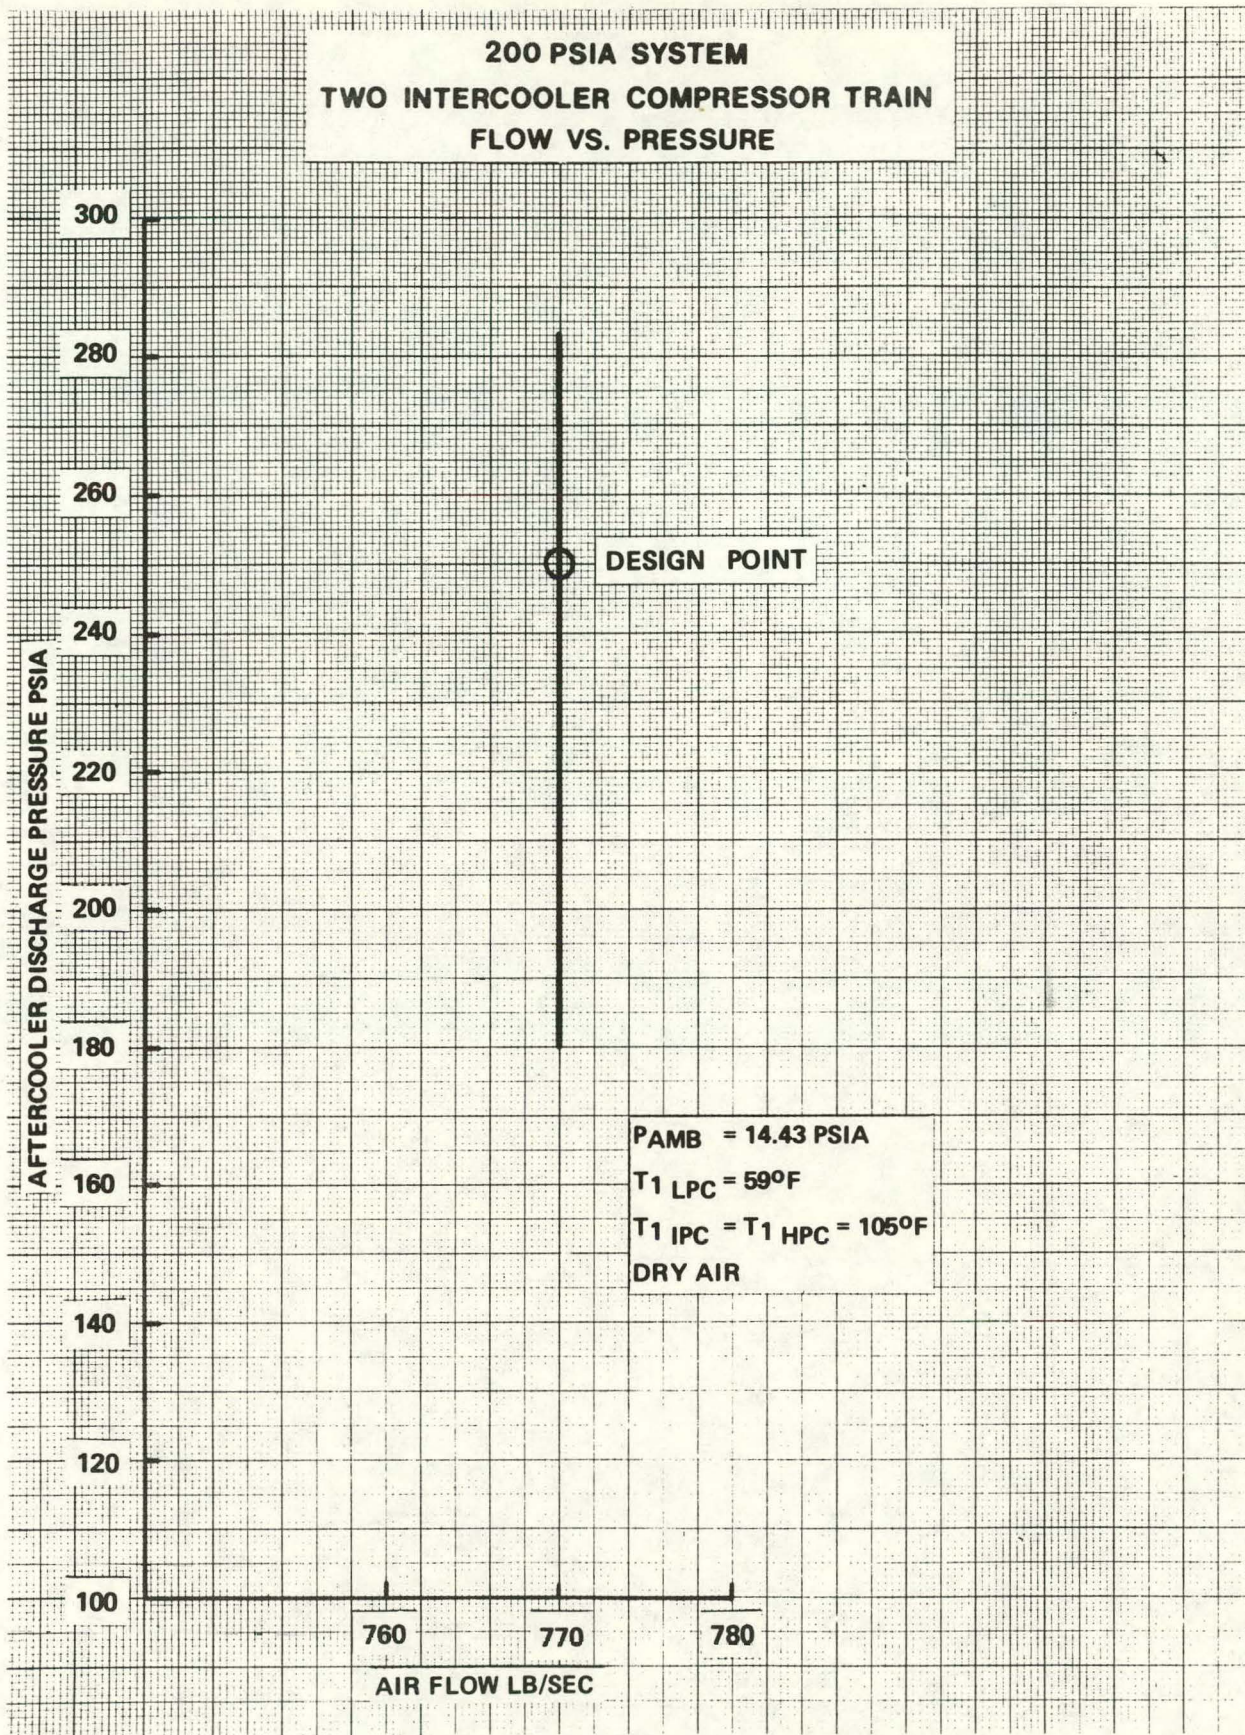 200 PSIA SYSTEM
TWO INTERCOOLER COMPRESSOR TRAIN
FLOW VS. PRESSURE
AFTERCOOLER DISCHARGE PRESSURE PSIA
300
280
260
240
220
200
180
160
140
120
100
DESIGN POINT
PAMB = 14.43 PSIA
T1 LPC = 59ºF
T1 IPC = T1 HPC = 105ºF
DRY AIR
760 770 780
AIR FLOW LB/SEC